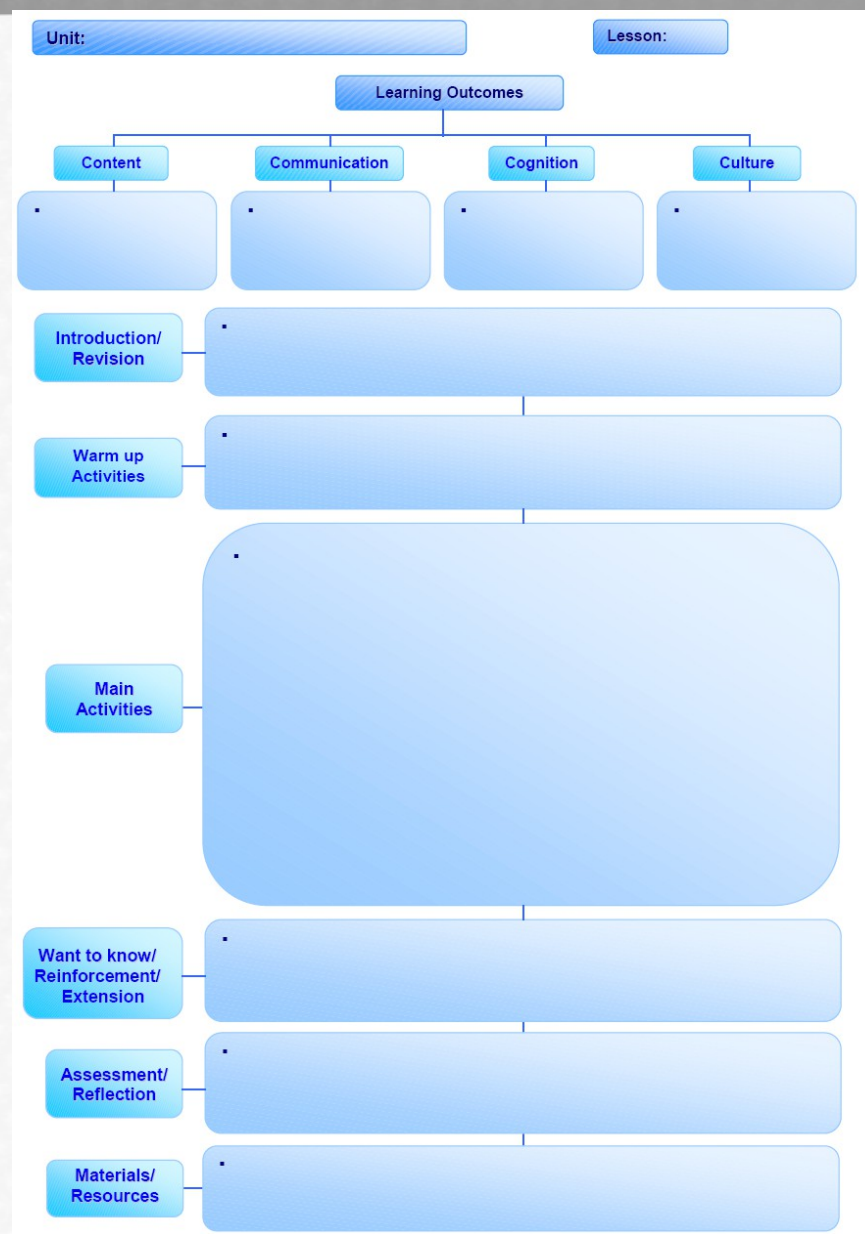 Unit:
Lesson:
Learning Outcomes
Content
Communication
Cognition
Culture
▪
▪
▪
▪
Introduction/
Revision
▪
Warm up
Activities
▪
Main
Activities
▪
Want to know/
Reinforcement/
Extension
▪
Assessment/
Reflection
▪
Materials/
Resources
▪